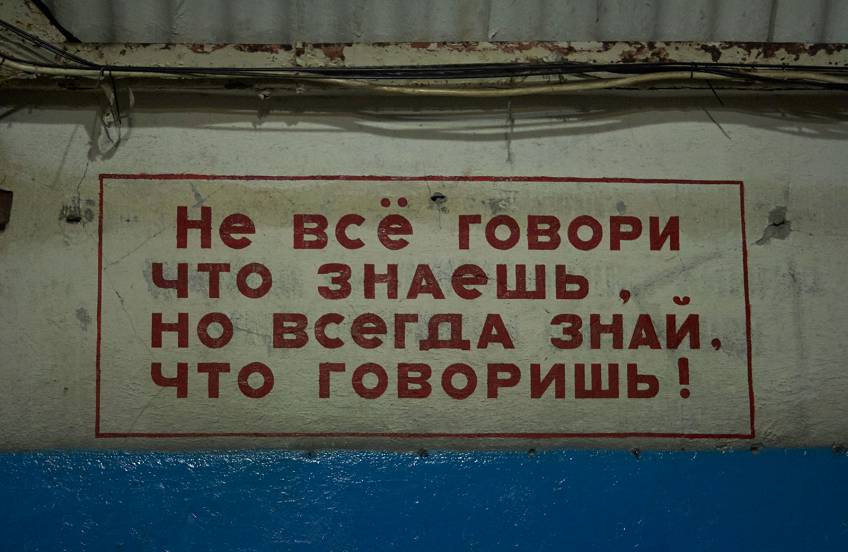 Не всё говори
что знаешь,
но всегда знай,
что говоришь!